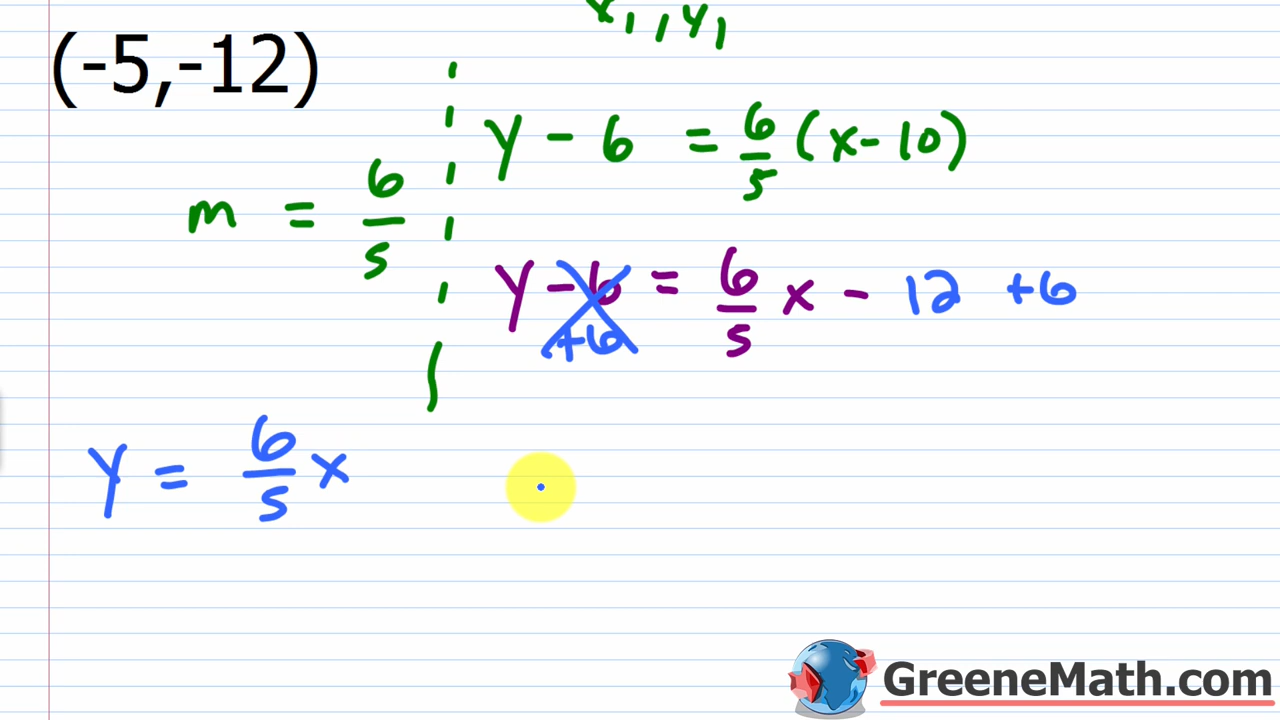 x₁, y₁
(-5,-12)
y - 6 = 6/5 (x - 10)
m = 6/5
y - 6 = 6/5 x - 12 +6
+6
y = 6/5 x
GreeneMath.com